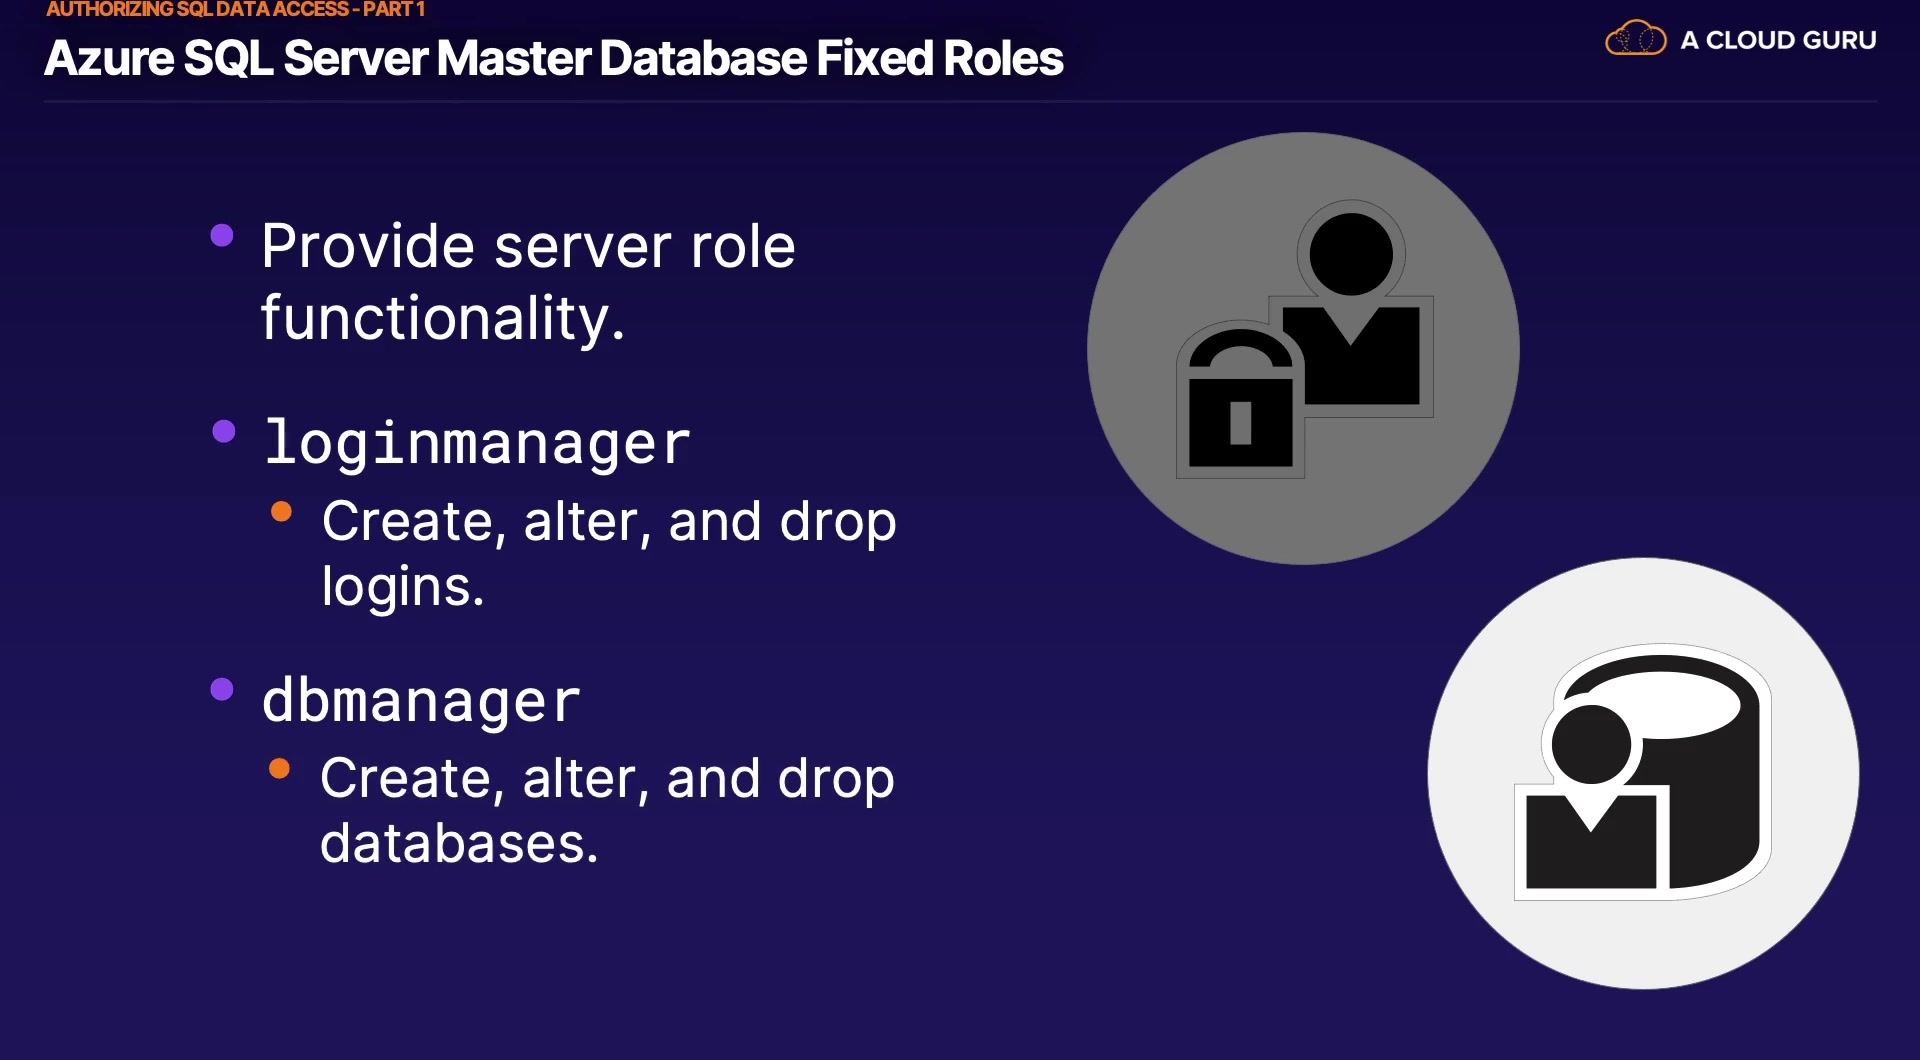 AUTHORIZING SQL DATA ACCESS - PART 1
Azure SQL Server Master Database Fixed Roles
A CLOUD GURU
Provide server role
functionality.
loginmanager
Create, alter, and drop
logins.
dbmanager
Create, alter, and drop
databases.